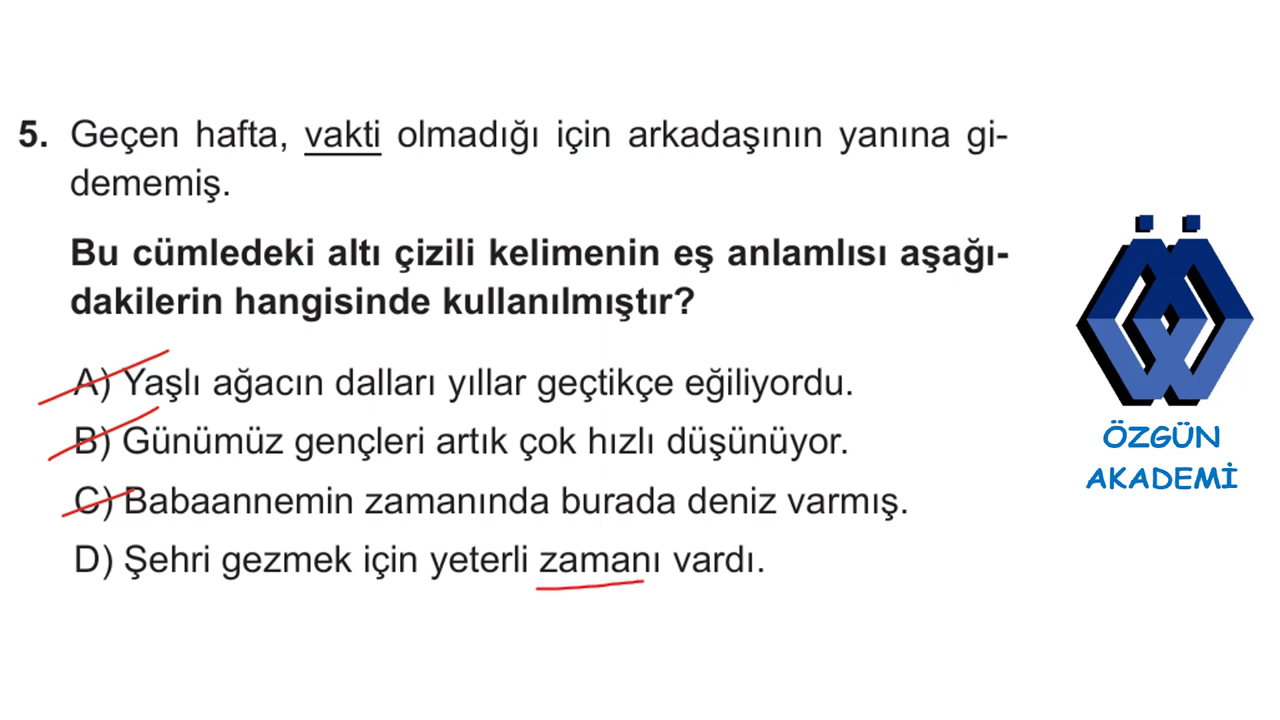 5. Geçen hafta, vakti olmadığı için arkadaşının yanına gi-
dememiş.
Bu cümledeki altı çizili kelimenin eş anlamlısı aşağı-
dakilerin hangisinde kullanılmıştır?
A) Yaşlı ağacın dalları yıllar geçtikçe eğiliyordu.
B) Günümüz gençleri artık çok hızlı düşünüyor.
C) Babaannemin zamanında burada deniz varmış.
D) Şehri gezmek için yeterli zamanı vardı.
ÖZGÜN
AKADEMİ